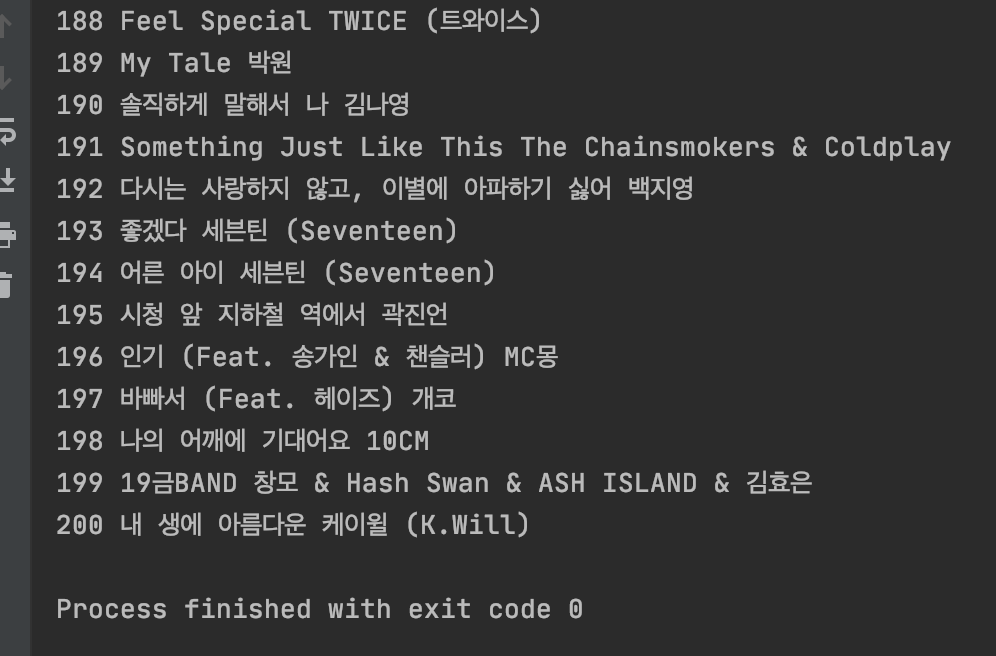 188 Feel Special TWICE (트와이스)
189 My Tale 박원
190 솔직하게 말해서 나 김나영
191 Something Just Like This The Chainsmokers & Coldplay
192 다시는 사랑하지 않고, 이별에 아파하기 싫어 백지영
193 좋겠다 세븐틴 (Seventeen)
194 어른 아이 세븐틴 (Seventeen)
195 시청 앞 지하철 역에서 곽진언
196 인기 (Feat. 송가인 & 챈슬러) MC몽
197 바빠서 (Feat. 헤이즈) 개코
198 나의 어깨에 기대어요 10CM
199 19금BAND 창모 & Hash Swan & ASH ISLAND & 김효은
200 내 생에 아름다운 케이윌 (K.Will)
Process finished with exit code 0